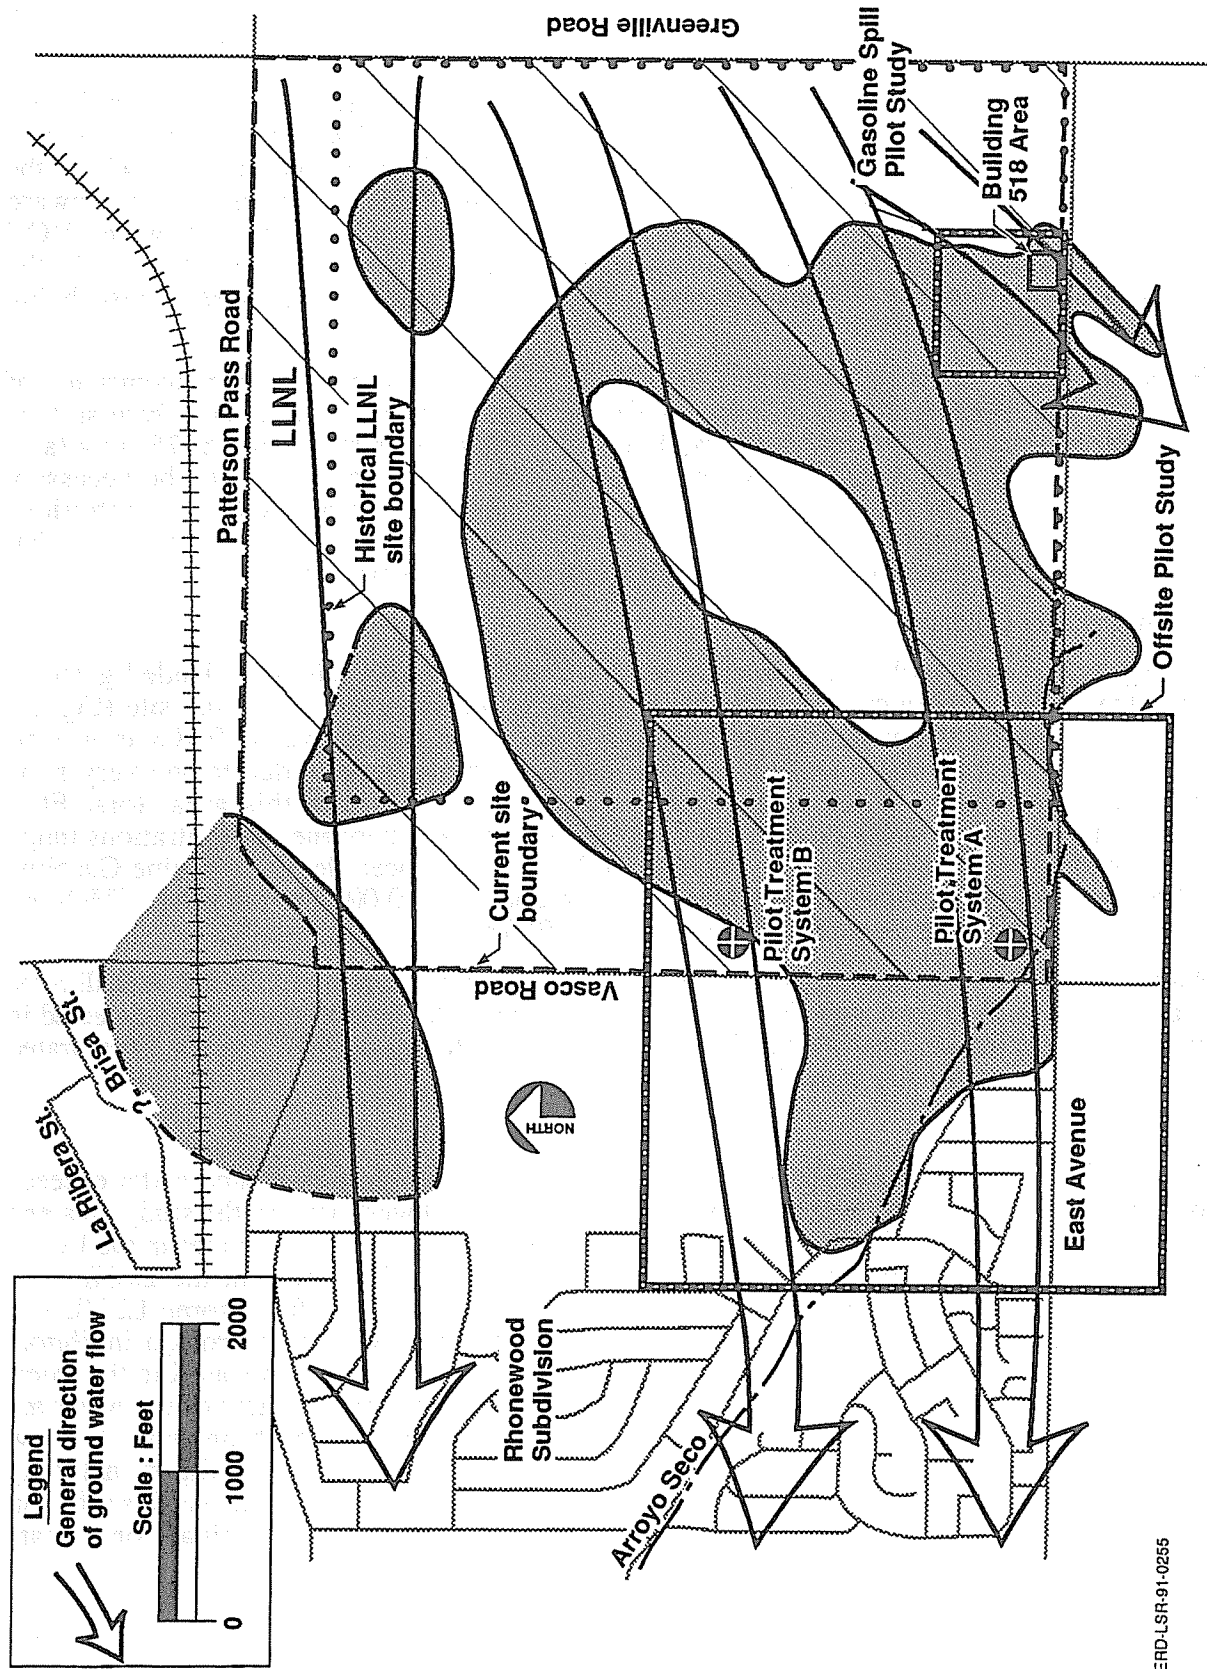 Legend
General direction
of ground water flow
Scale : Feet
0 1000 2000
La Ribera St.
?
Brisa St.
Patterson Pass Road
LLNL
Historical LLNL
site boundary
Current site
boundary*
Vasco Road
NORTH
Rhonewood
Subdivision
Arroyo Seco
Pilot Treatment
System B
Pilot Treatment
System A
East Avenue
Offsite Pilot Study
Greenville Road
Gasoline Spill
Pilot Study
Building
518 Area
ERD-LSR-91-0255